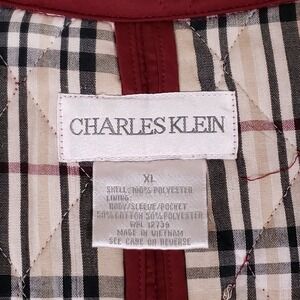 CHARLES KLEIN
XL
SHELL: 100% POLYESTER
LINING:
BODY/SLEEVE/POCKET
50% COTTON 50% POLYESTER
WPL 12739
MADE IN VIETNAM
SEE CARE ON REVERSE